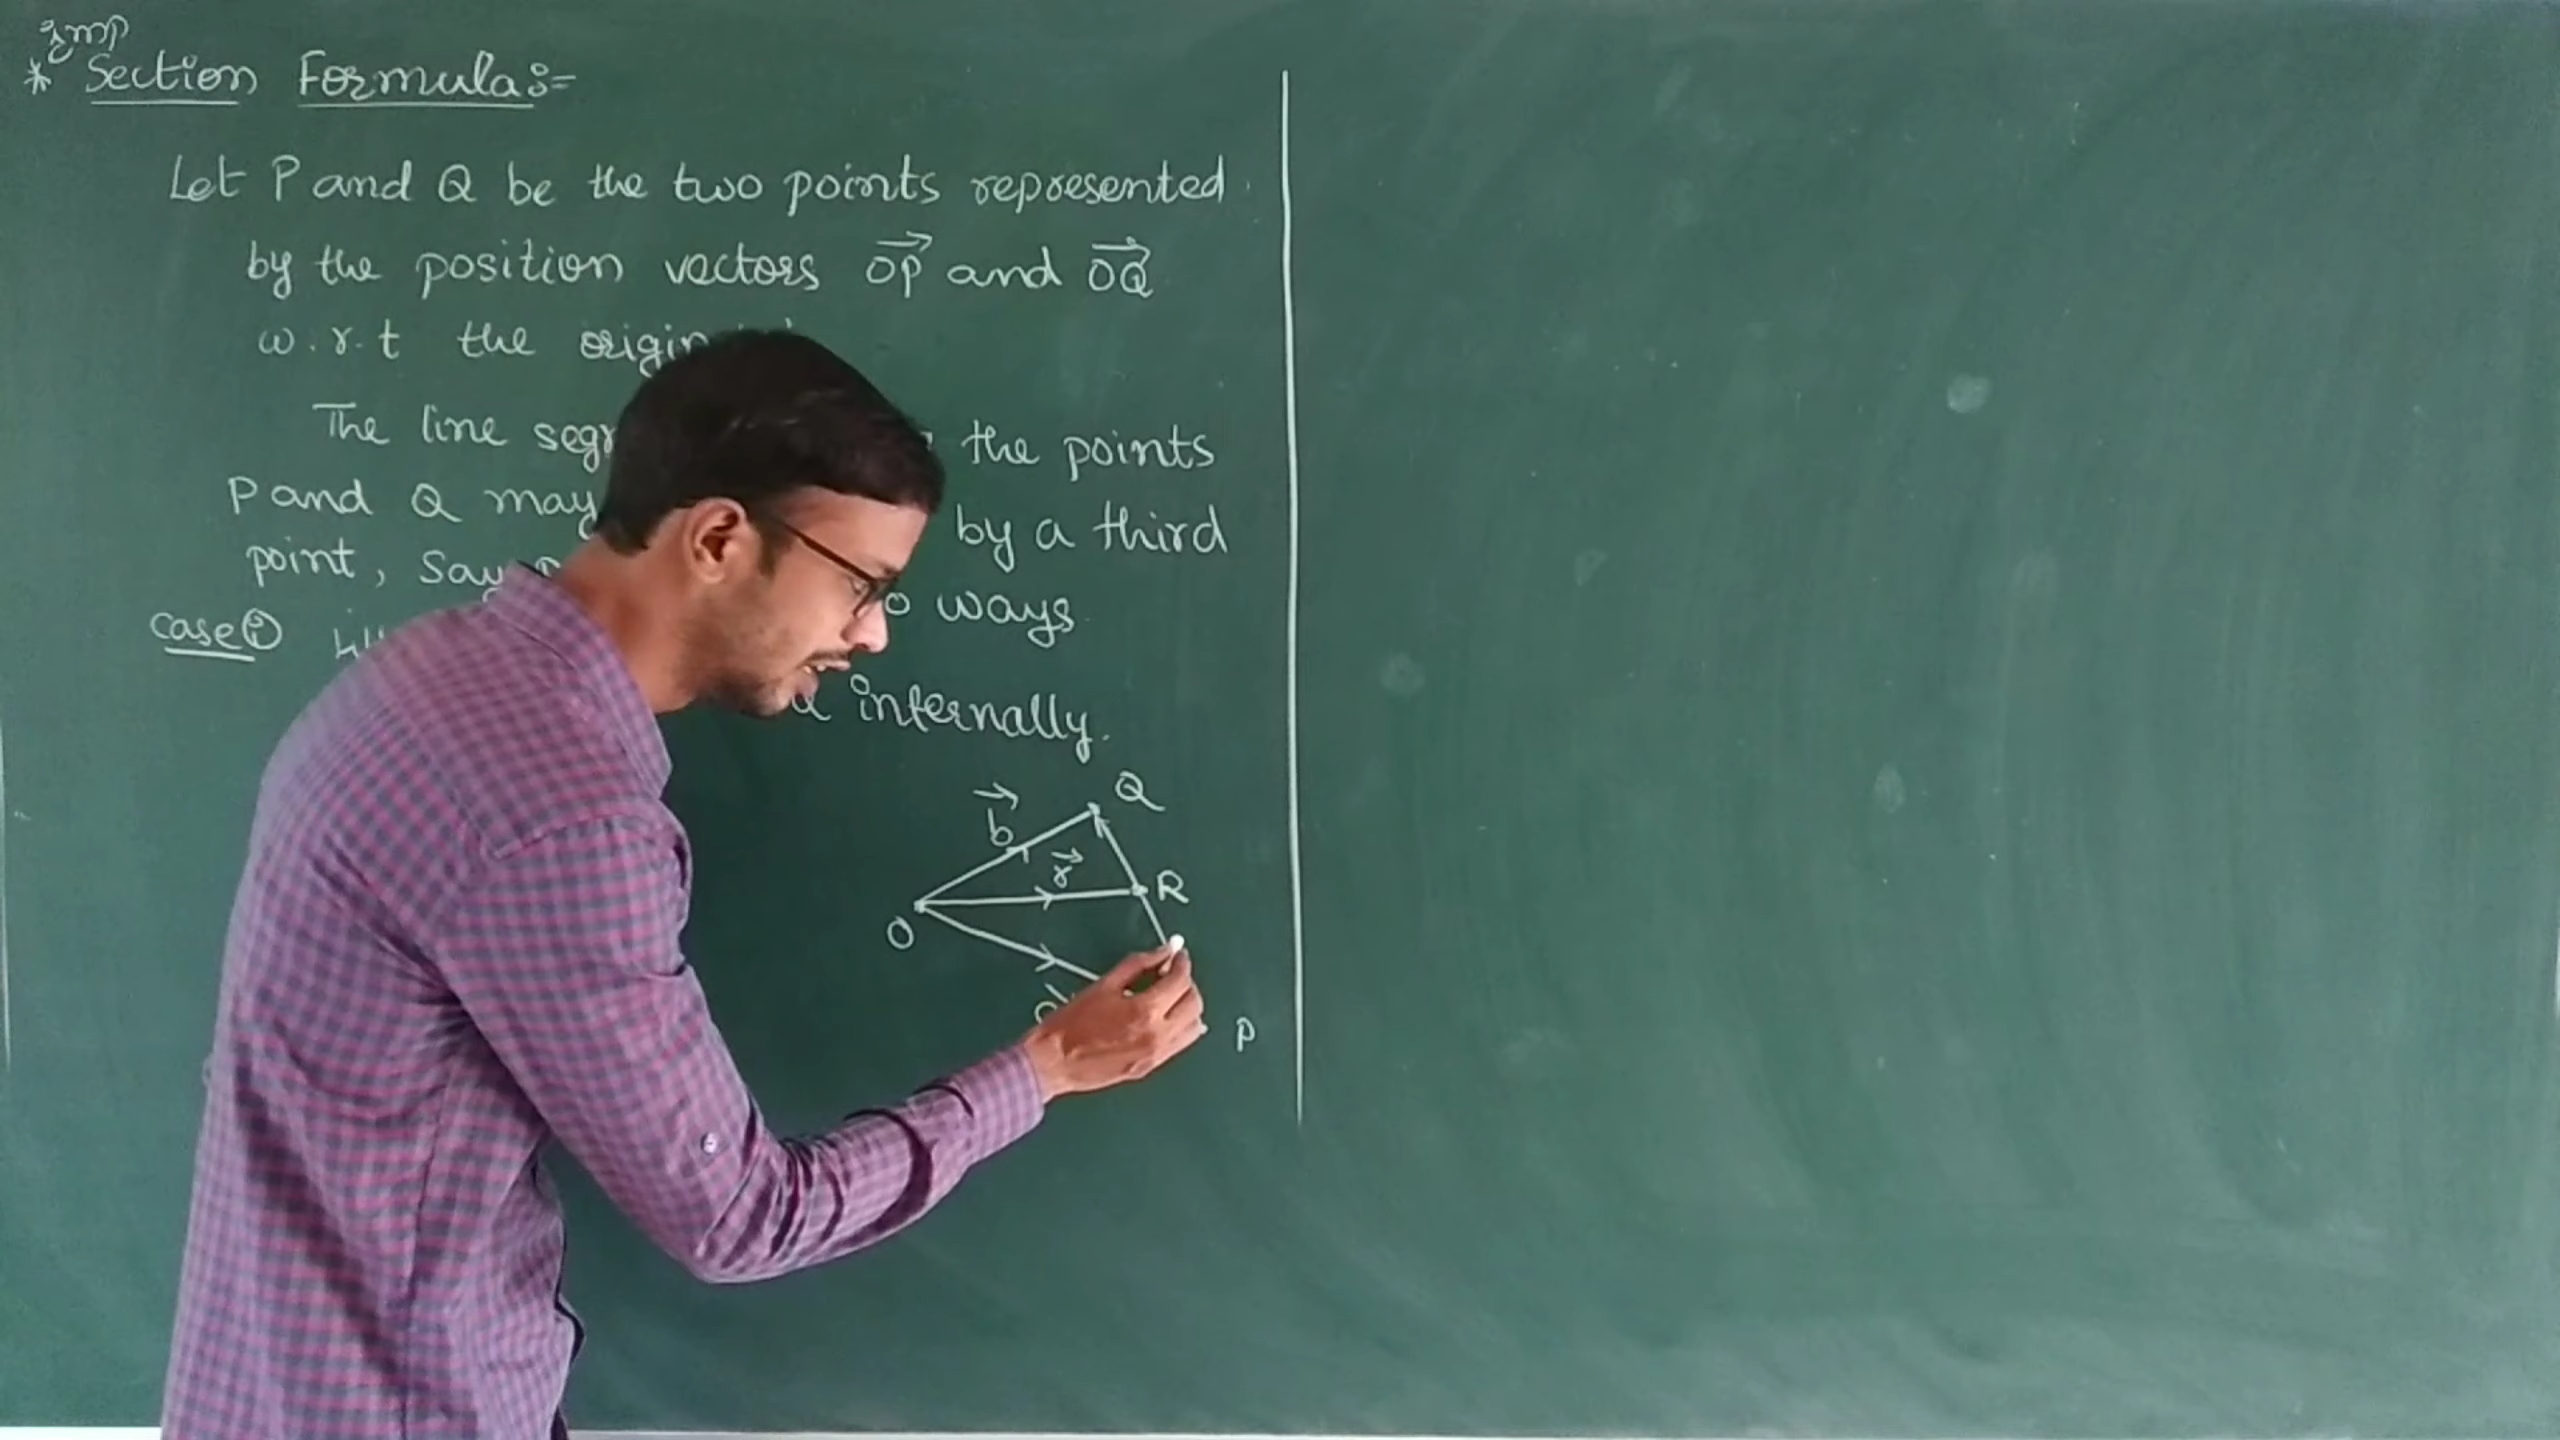 imp
* Section Formula:-
Let P and Q be the two points represented
by the position vectors OP and OQ
w.r.t the origin
The line the points
P and Q may by a third
point, Say ways
case (i)
internally.
Q
b
r
R
O
P